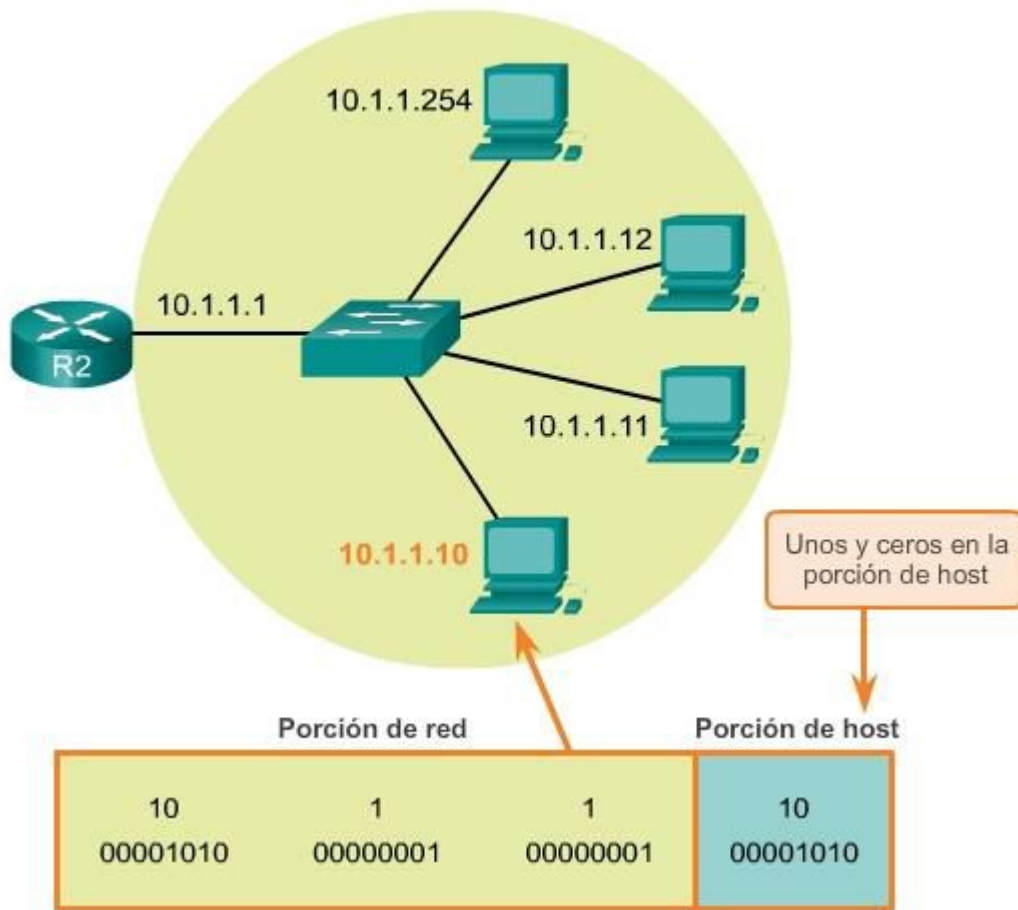 10.1.1.254
10.1.1.12
10.1.1.1
R2
10.1.1.11
10.1.1.10
Unos y ceros en la
porción de host
Porción de red
Porción de host
10 1 1 10
00001010 00000001 00000001 00001010